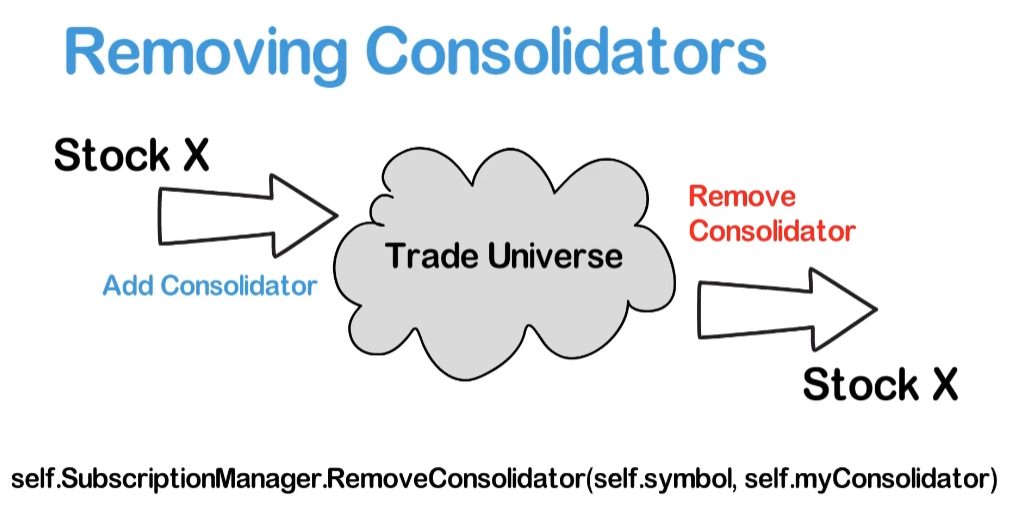 Removing Consolidators
Stock X
Add Consolidator
Trade Universe
Remove
Consolidator
Stock X
self.SubscriptionManager.RemoveConsolidator(self.symbol, self.myConsolidator)